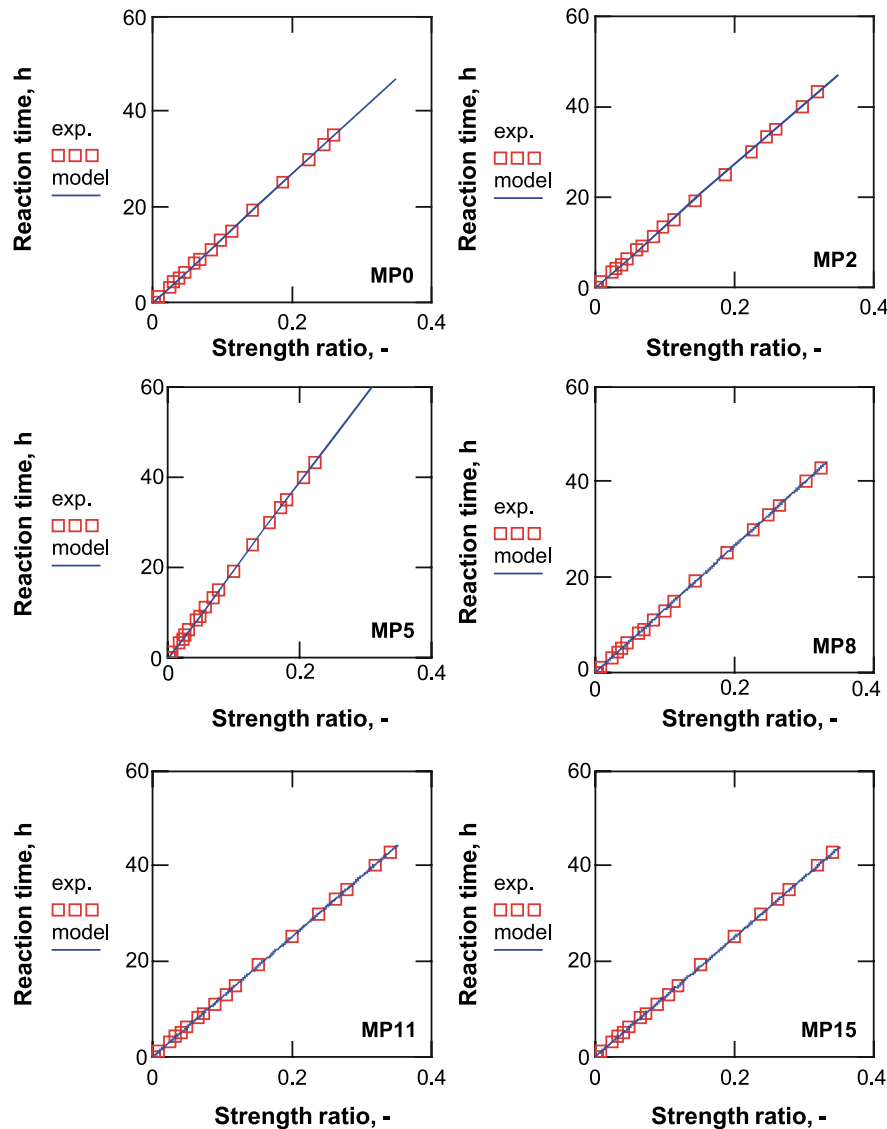 60
40
20
0
0
0.2
0.4
Reaction time, h
exp.
model
MP0
Strength ratio, -
60
40
20
0
0
0.2
0.4
Reaction time, h
exp.
model
MP2
Strength ratio, -
60
40
20
0
0
0.2
0.4
Reaction time, h
exp.
model
MP5
Strength ratio, -
60
40
20
0
0
0.2
0.4
Reaction time, h
exp.
model
MP8
Strength ratio, -
60
40
20
0
0
0.2
0.4
Reaction time, h
exp.
model
MP11
Strength ratio, -
60
40
20
0
0
0.2
0.4
Reaction time, h
exp.
model
MP15
Strength ratio, -